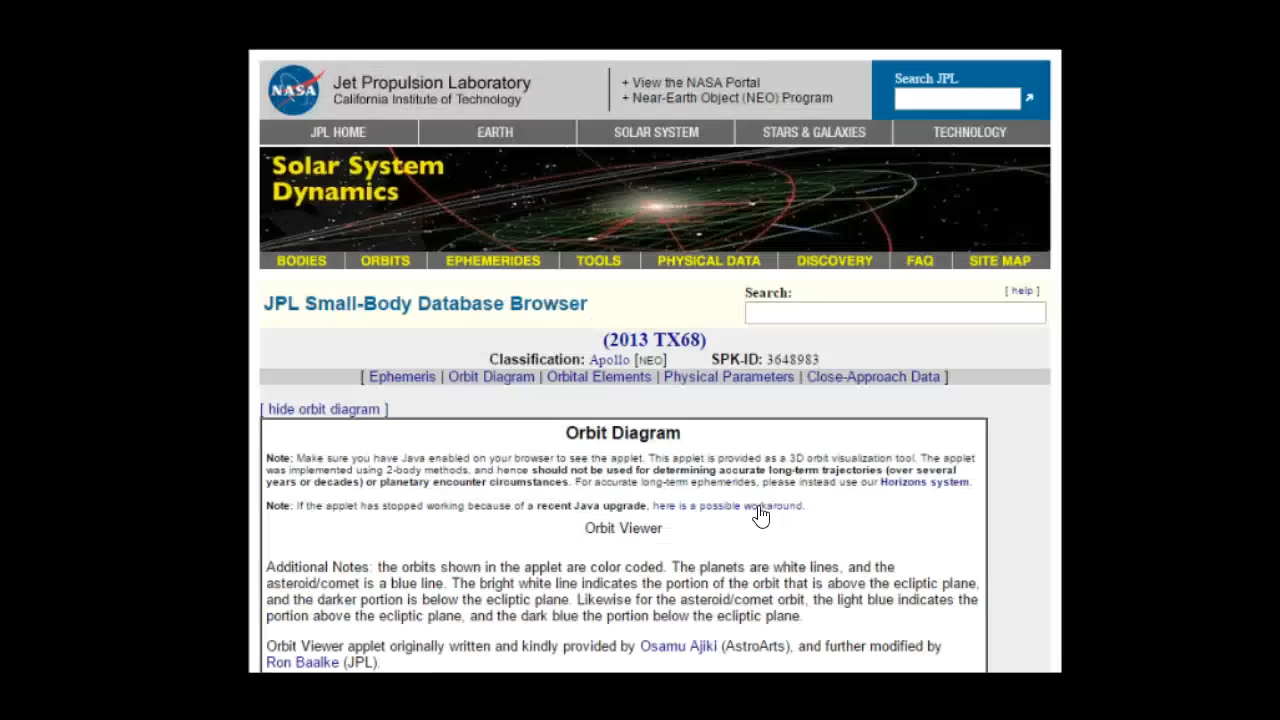 NASA
Jet Propulsion Laboratory
California Institute of Technology
+ View the NASA Portal
+ Near-Earth Object (NEO) Program
Search JPL
JPL HOME
EARTH
SOLAR SYSTEM
STARS & GALAXIES
TECHNOLOGY
Solar System
Dynamics
BODIES
ORBITS
EPHEMERIDES
TOOLS
PHYSICAL DATA
DISCOVERY
FAQ
SITE MAP
JPL Small-Body Database Browser
Search:
[ help ]
(2013 TX68)
Classification: Apollo [NEO] SPK-ID: 3648983
[ Ephemeris | Orbit Diagram | Orbital Elements | Physical Parameters | Close-Approach Data ]
[ hide orbit diagram ]
Orbit Diagram
Note: Make sure you have Java enabled on your browser to see the applet. This applet is provided as a 3D orbit visualization tool. The applet
was implemented using 2-body methods, and hence should not be used for determining accurate long-term trajectories (over several
years or decades) or planetary encounter circumstances. For accurate long-term ephemerides, please instead use our Horizons system.
Note: If the applet has stopped working because of a recent Java upgrade, here is a possible workaround.
Orbit Viewer
Additional Notes: the orbits shown in the applet are color coded. The planets are white lines, and the
asteroid/comet is a blue line. The bright white line indicates the portion of the orbit that is above the ecliptic plane,
and the darker portion is below the ecliptic plane. Likewise for the asteroid/comet orbit, the light blue indicates the
portion above the ecliptic plane, and the dark blue the portion below the ecliptic plane.
Orbit Viewer applet originally written and kindly provided by Osamu Ajiki (AstroArts), and further modified by
Ron Baalke (JPL).